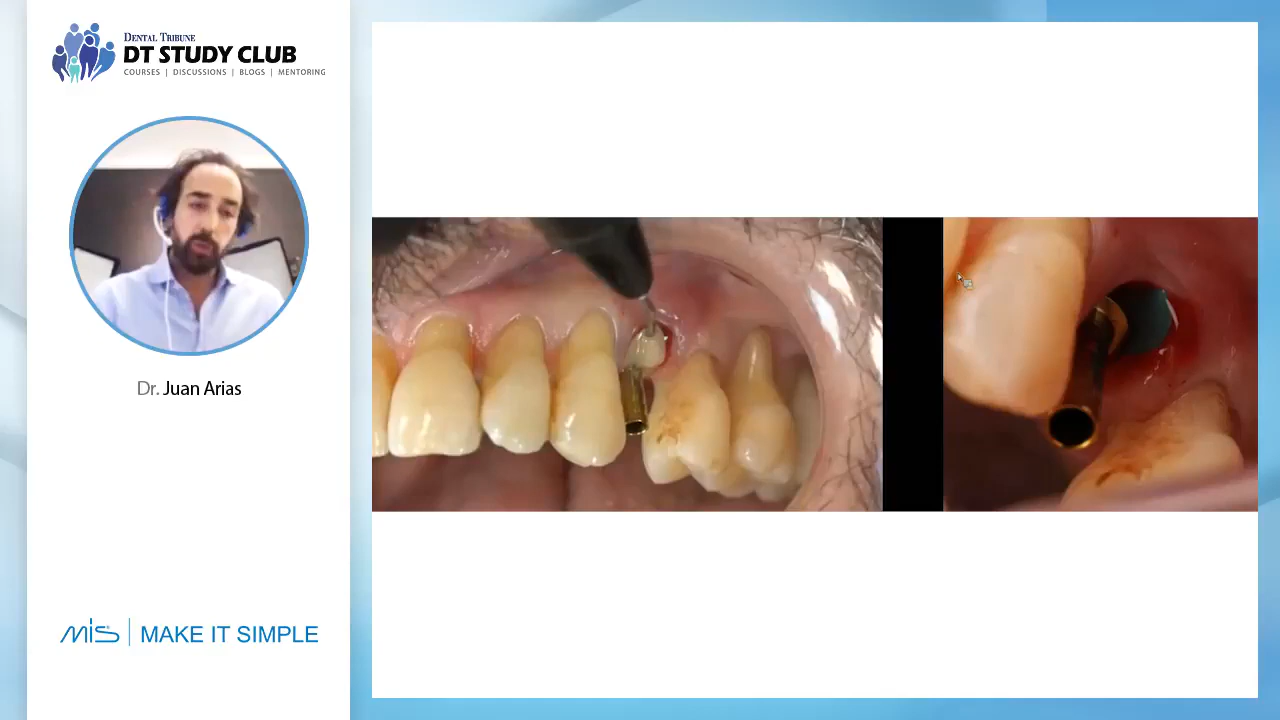 DENTAL TRIBUNE
DT STUDY CLUB
COURSES | DISCUSSIONS | BLOGS | MENTORING
Dr. Juan Arias
mis | MAKE IT SIMPLE